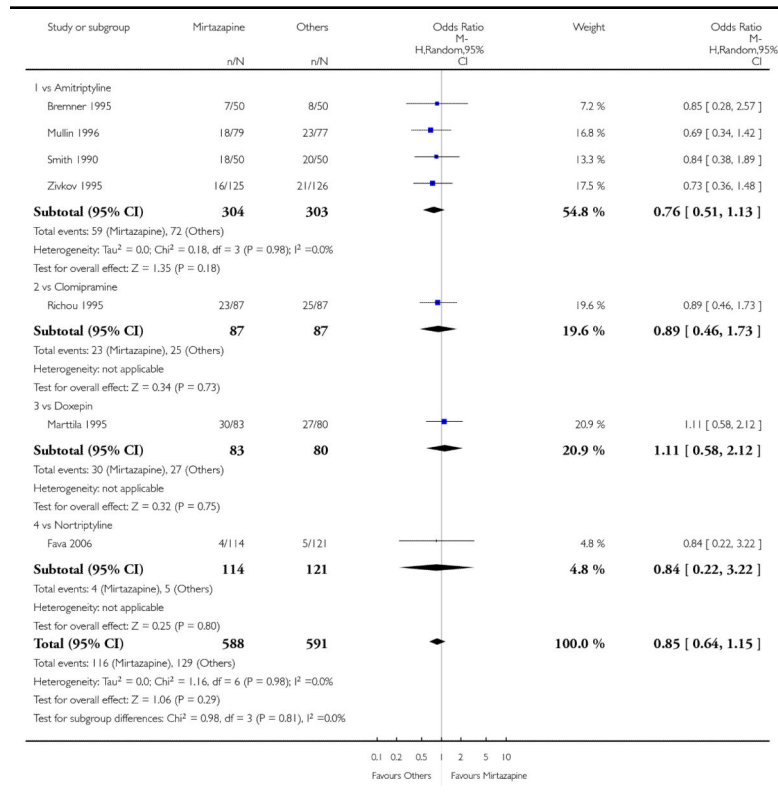 Study or subgroup Mirtazapine Others Odds Ratio Weight Odds Ratio
M- M-
H,Random,95% H,Random,95%
n/N n/N CI CI
1 vs Amitriptyline
Bremner 1995 7/50 8/50 7.2 % 0.85 [ 0.28, 2.57 ]
Mullin 1996 18/79 23/77 16.8 % 0.69 [ 0.34, 1.42 ]
Smith 1990 18/50 20/50 13.3 % 0.84 [ 0.38, 1.89 ]
Zivkov 1995 16/125 21/126 17.5 % 0.73 [ 0.36, 1.48 ]
Subtotal (95% CI) 304 303 54.8 % 0.76 [ 0.51, 1.13 ]
Total events: 59 (Mirtazapine), 72 (Others)
Heterogeneity: Tau² = 0.0; Chi² = 0.18, df = 3 (P = 0.98); I² =0.0%
Test for overall effect: Z = 1.35 (P = 0.18)
2 vs Clomipramine
Richou 1995 23/87 25/87 19.6 % 0.89 [ 0.46, 1.73 ]
Subtotal (95% CI) 87 87 19.6 % 0.89 [ 0.46, 1.73 ]
Total events: 23 (Mirtazapine), 25 (Others)
Heterogeneity: not applicable
Test for overall effect: Z = 0.34 (P = 0.73)
3 vs Doxepin
Marttila 1995 30/83 27/80 20.9 % 1.11 [ 0.58, 2.12 ]
Subtotal (95% CI) 83 80 20.9 % 1.11 [ 0.58, 2.12 ]
Total events: 30 (Mirtazapine), 27 (Others)
Heterogeneity: not applicable
Test for overall effect: Z = 0.32 (P = 0.75)
4 vs Nortriptyline
Fava 2006 4/114 5/121 4.8 % 0.84 [ 0.22, 3.22 ]
Subtotal (95% CI) 114 121 4.8 % 0.84 [ 0.22, 3.22 ]
Total events: 4 (Mirtazapine), 5 (Others)
Heterogeneity: not applicable
Test for overall effect: Z = 0.25 (P = 0.80)
Total (95% CI) 588 591 100.0 % 0.85 [ 0.64, 1.15 ]
Total events: 116 (Mirtazapine), 129 (Others)
Heterogeneity: Tau² = 0.0; Chi² = 1.16, df = 6 (P = 0.98); I² =0.0%
Test for overall effect: Z = 1.06 (P = 0.29)
Test for subgroup differences: Chi² = 0.98, df = 3 (P = 0.81), I² =0.0%
0.1 0.2 0.5 1 2 5 10
Favours Others Favours Mirtazapine